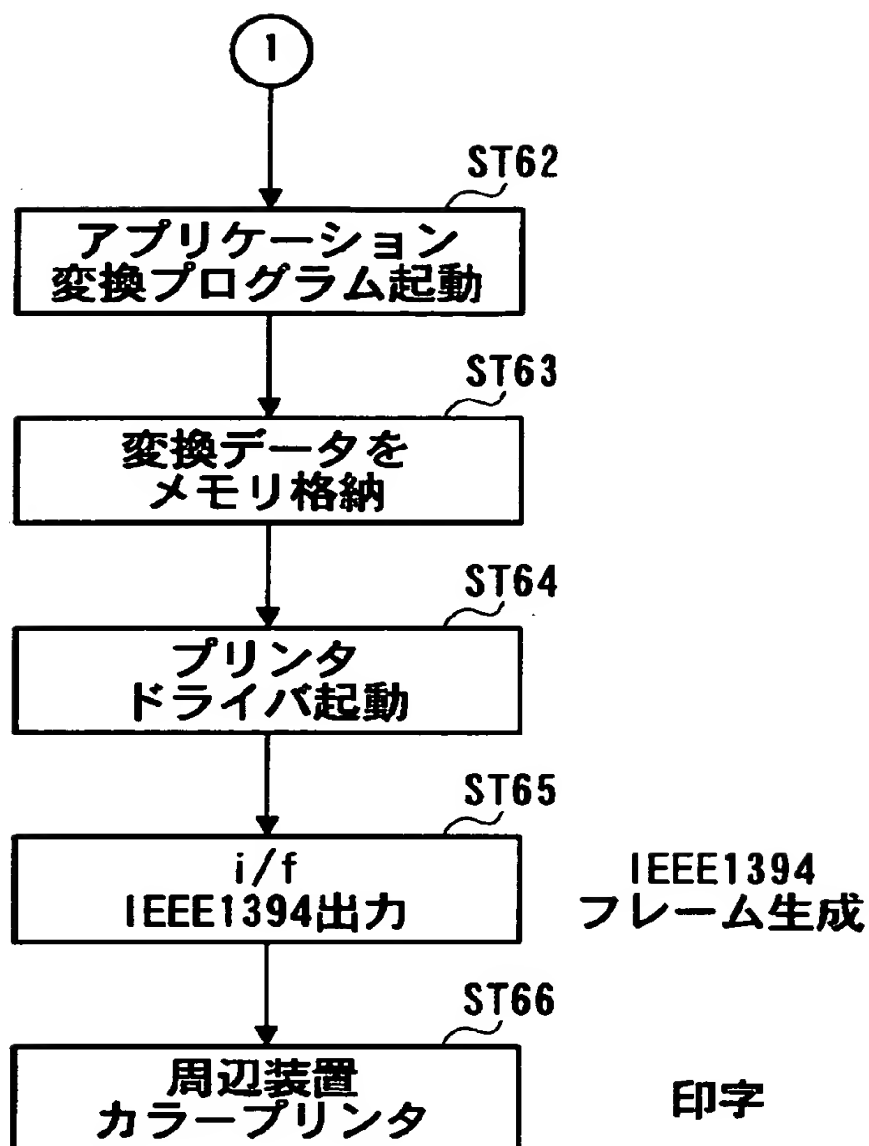 1
ST62
アプリケーション
変換プログラム起動
ST63
変換データを
メモリ格納
ST64
プリンタ
ドライバ起動
ST65
i/f
IEEE1394出力
IEEE1394
フレーム生成
ST66
周辺装置
カラープリンタ
印字